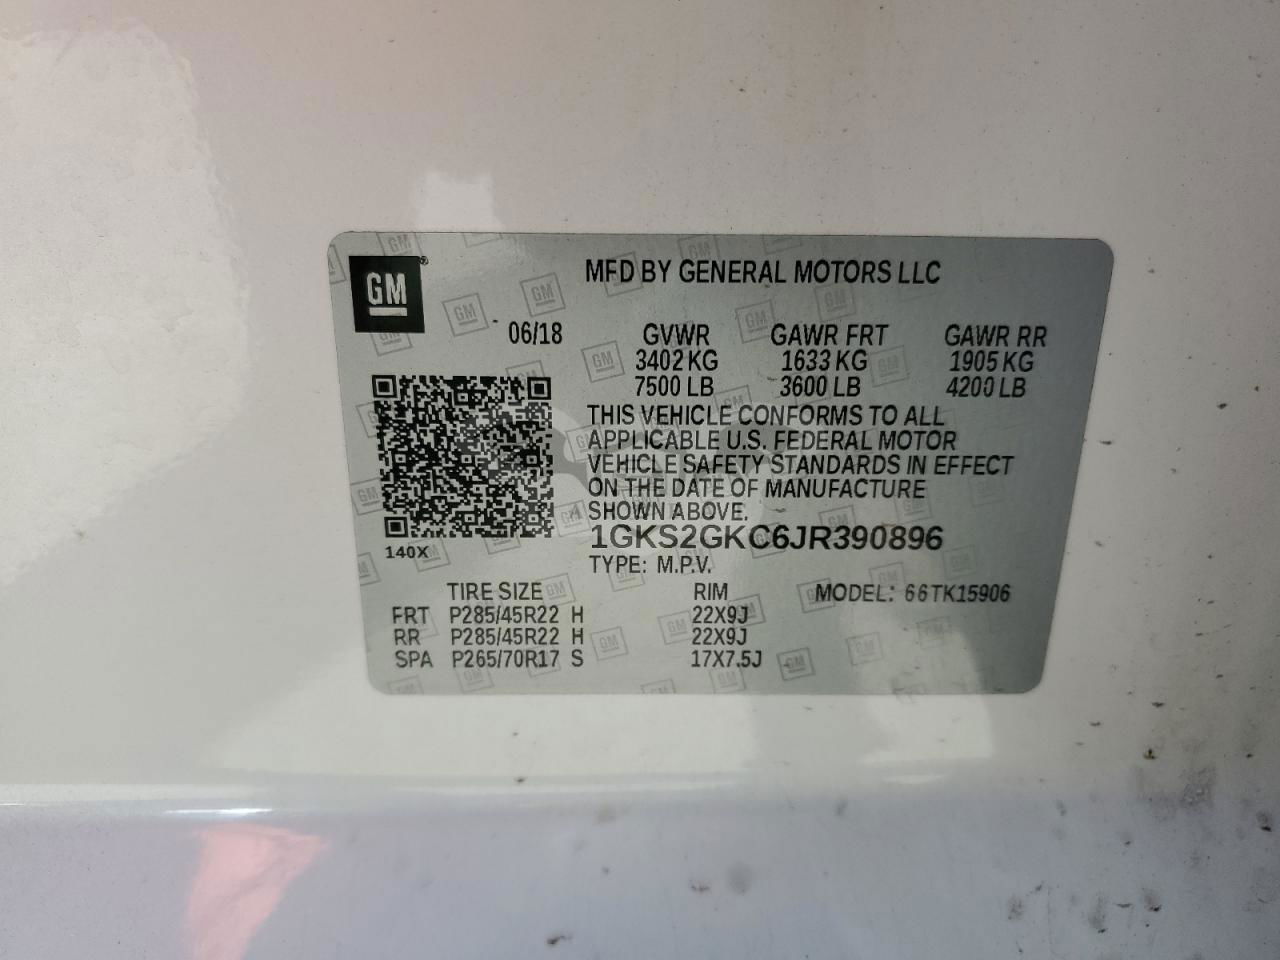 GM
MFD BY GENERAL MOTORS LLC
06/18 GVWR GAWR FRT GAWR RR
3402 KG 1633 KG 1905 KG
7500 LB 3600 LB 4200 LB
THIS VEHICLE CONFORMS TO ALL
APPLICABLE U.S. FEDERAL MOTOR
VEHICLE SAFETY STANDARDS IN EFFECT
ON THE DATE OF MANUFACTURE
SHOWN ABOVE.
1GKS2GKC6JR390896
140X
TYPE: M.P.V.
TIRE SIZE RIM MODEL: 66TK15906
FRT P285/45R22 H 22X9J
RR P285/45R22 H 22X9J
SPA P265/70R17 S 17X7.5J